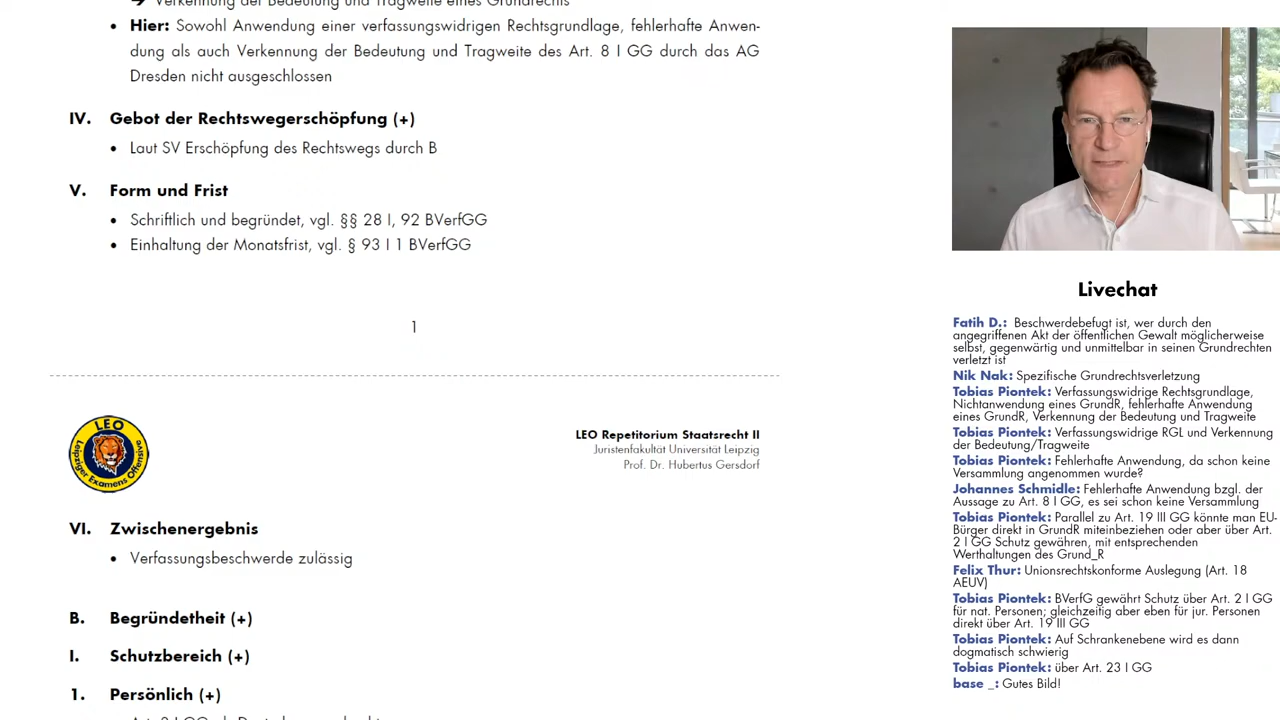 ➔ Verkennung der Bedeutung und Tragweite eines Grundrechts
• Hier: Sowohl Anwendung einer verfassungswidrigen Rechtsgrundlage, fehlerhafte Anwen-
dung als auch Verkennung der Bedeutung und Tragweite des Art. 8 I GG durch das AG
Dresden nicht ausgeschlossen
IV. Gebot der Rechtswegerschöpfung (+)
• Laut SV Erschöpfung des Rechtswegs durch B
V. Form und Frist
• Schriftlich und begründet, vgl. §§ 28 I, 92 BVerfGG
• Einhaltung der Monatsfrist, vgl. § 93 I 1 BVerfGG
1
LEO
Leipziger Examens Offensive
LEO Repetitorium Staatsrecht II
Juristenfakultät Universität Leipzig
Prof. Dr. Hubertus Gersdorf
VI. Zwischenergebnis
• Verfassungsbeschwerde zulässig
B. Begründetheit (+)
I. Schutzbereich (+)
1. Persönlich (+)
Livechat
Fatih D.: Beschwerdebefugt ist, wer durch den
angegriffenen Akt der öffentlichen Gewalt möglicherweise
selbst, gegenwärtig und unmittelbar in seinen Grundrechten
verletzt ist
Nik Nak: Spezifische Grundrechtsverletzung
Tobias Piontek: Verfassungswidrige Rechtsgrundlage,
Nichtanwendung eines GrundR, fehlerhafte Anwendung
eines GrundR, Verkennung der Bedeutung und Tragweite
Tobias Piontek: Verfassungswidrige RGL und Verkennung
der Bedeutung/Tragweite
Tobias Piontek: Fehlerhafte Anwendung, da schon keine
Versammlung angenommen wurde?
Johannes Schmidle: Fehlerhafte Anwendung bzgl. der
Aussage zu Art. 8 I GG, es sei schon keine Versammlung
Tobias Piontek: Parallel zu Art. 19 III GG könnte man EU-
Bürger direkt in GrundR miteinbeziehen oder aber über Art.
2 I GG Schutz gewähren, mit entsprechenden
Werthaltungen des Grund_R
Felix Thur: Unionsrechtskonforme Auslegung (Art. 18
AEUV)
Tobias Piontek: BVerfG gewährt Schutz über Art. 2 I GG
für nat. Personen; gleichzeitig aber eben für jur. Personen
direkt über Art. 19 III GG
Tobias Piontek: Auf Schrankenebene wird es dann
dogmatisch schwierig
Tobias Piontek: über Art. 23 I GG
base _: Gutes Bild!